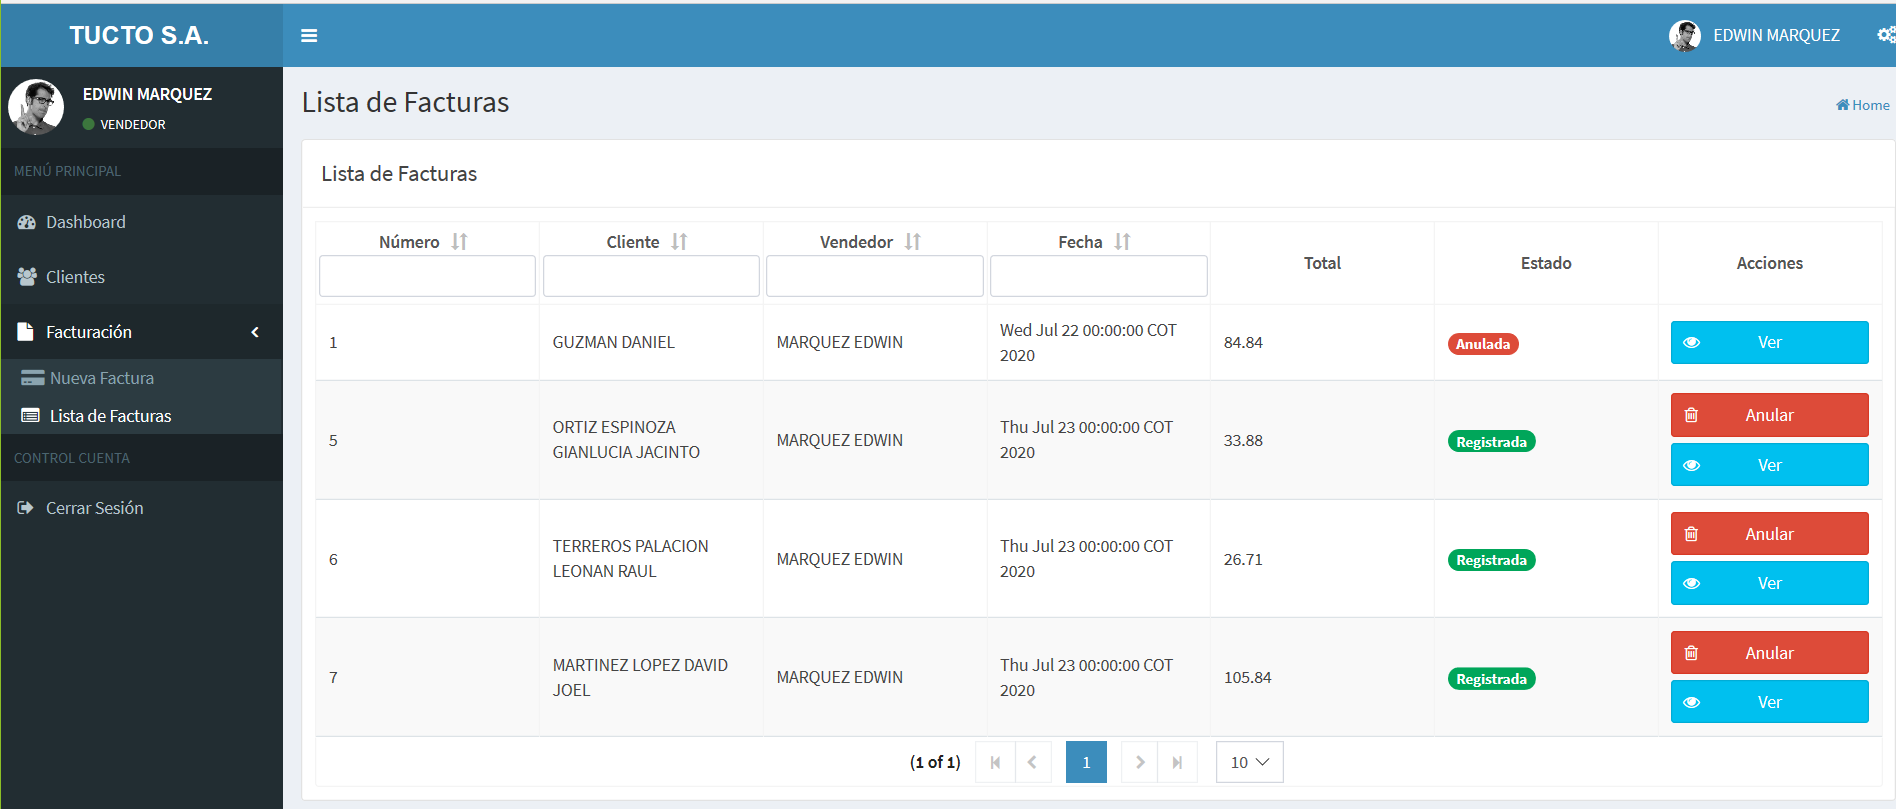 TUCTO S.A.
EDWIN MARQUEZ
EDWIN MARQUEZ
VENDEDOR
MENÚ PRINCIPAL
Dashboard
Clientes
Facturación
Nueva Factura
Lista de Facturas
CONTROL CUENTA
Cerrar Sesión
Lista de Facturas
Home
Lista de Facturas
Número Cliente Vendedor Fecha Total Estado Acciones
1 GUZMAN DANIEL MARQUEZ EDWIN Wed Jul 22 00:00:00 COT
2020 84.84 Anulada Ver
5 ORTIZ ESPINOZA
GIANLUCIA JACINTO MARQUEZ EDWIN Thu Jul 23 00:00:00 COT
2020 33.88 Registrada Anular
Ver
6 TERREROS PALACION
LEONAN RAUL MARQUEZ EDWIN Thu Jul 23 00:00:00 COT
2020 26.71 Registrada Anular
Ver
7 MARTINEZ LOPEZ DAVID
JOEL MARQUEZ EDWIN Thu Jul 23 00:00:00 COT
2020 105.84 Registrada Anular
Ver
(1 of 1) 1 10